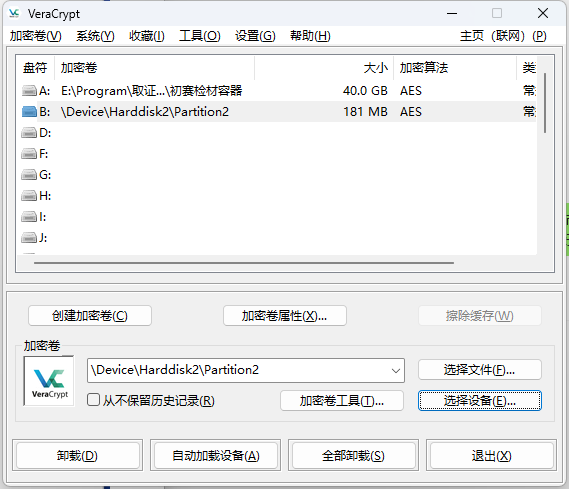 VeraCrypt
加密卷(V) 系统(Y) 收藏(I) 工具(O) 设置(G) 帮助(H) 主页（联网）(P)
盘符 加密卷 大小 加密算法
A: E:\Program\取证...\初赛检材容器 40.0 GB AES 常
B: \Device\Harddisk2\Partition2 181 MB AES 常
D:
F:
G:
H:
I:
J:
创建加密卷(C) 加密卷属性(X)... 擦除缓存(W)
加密卷
VeraCrypt
\Device\Harddisk2\Partition2 选择文件(F)...
从不保留历史记录(R) 加密卷工具(T)... 选择设备(E)...
卸载(D) 自动加载设备(A) 全部卸载(S) 退出(X)